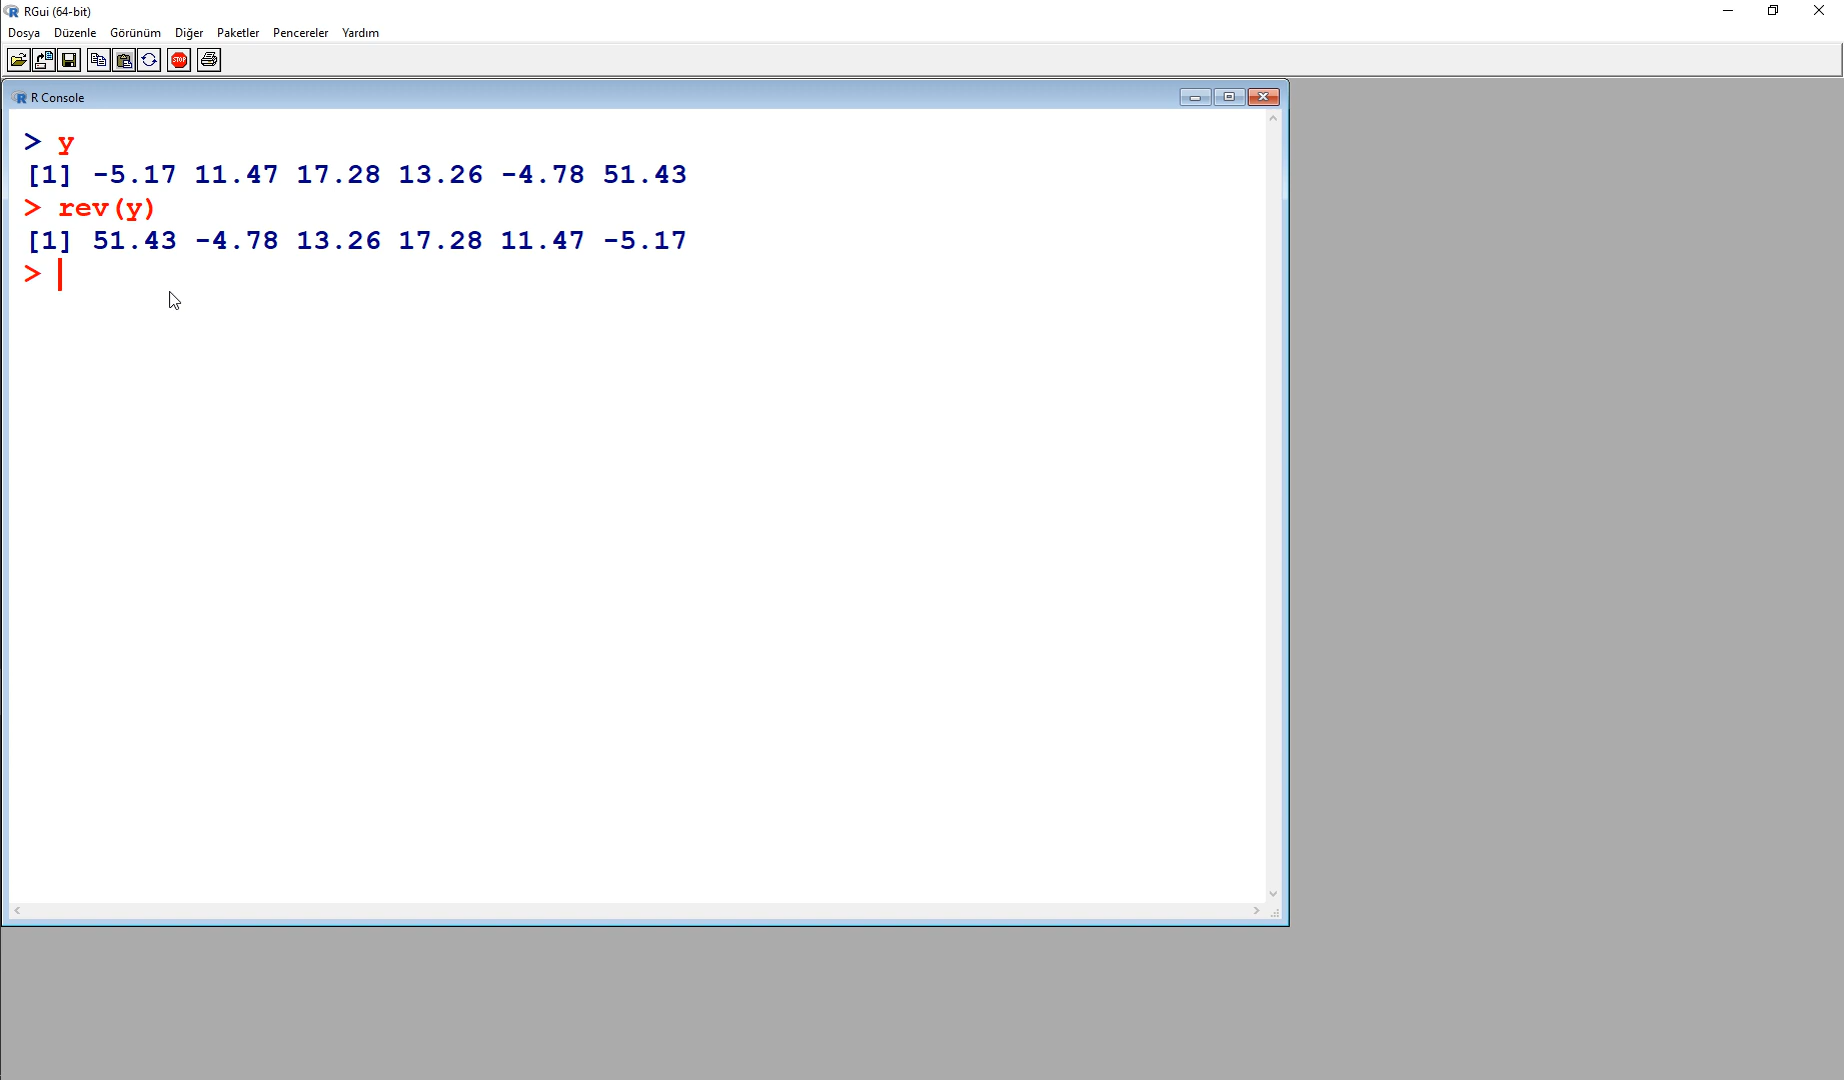 RGui (64-bit)
Dosya Düzenle Görünüm Diğer Paketler Pencereler Yardım
STOP
R Console
> y
[1] -5.17 11.47 17.28 13.26 -4.78 51.43
> rev(y)
[1] 51.43 -4.78 13.26 17.28 11.47 -5.17
>